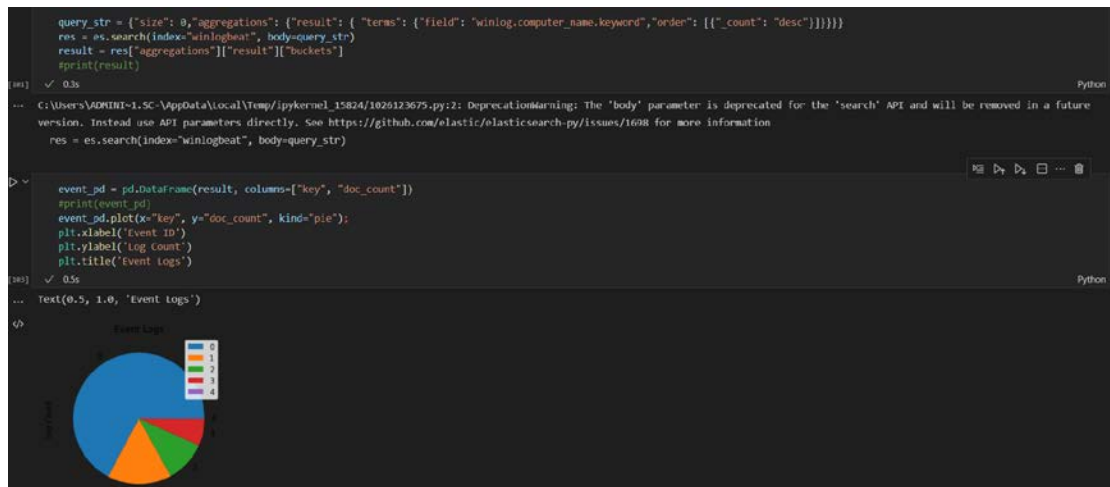 query_str = {"size": 0,"aggregations": {"result": { "terms": {"field": "winlog.computer_name.keyword","order": [{"_count": "desc"}]}}}}
res = es.search(index="winlogbeat", body=query_str)
result = res["aggregations"]["result"]["buckets"]
#print(result)
✓ 0.3s
Python
... C:\Users\ADMINI~1.SC-\AppData\Local\Temp/ipykernel_15824/1026123675.py:2: DeprecationWarning: The 'body' parameter is deprecated for the 'search' API and will be removed in a future
version. Instead use API parameters directly. See https://github.com/elastic/elasticsearch-py/issues/1698 for more information
res = es.search(index="winlogbeat", body=query_str)
event_pd = pd.DataFrame(result, columns=["key", "doc_count"])
#print(event_pd)
event_pd.plot(x="key", y="doc_count", kind="pie");
plt.xlabel('Event ID')
plt.ylabel('Log Count')
plt.title('Event Logs')
✓ 0.5s
Python
... Text(0.5, 1.0, 'Event Logs')
Event Logs
0
1
2
3
4